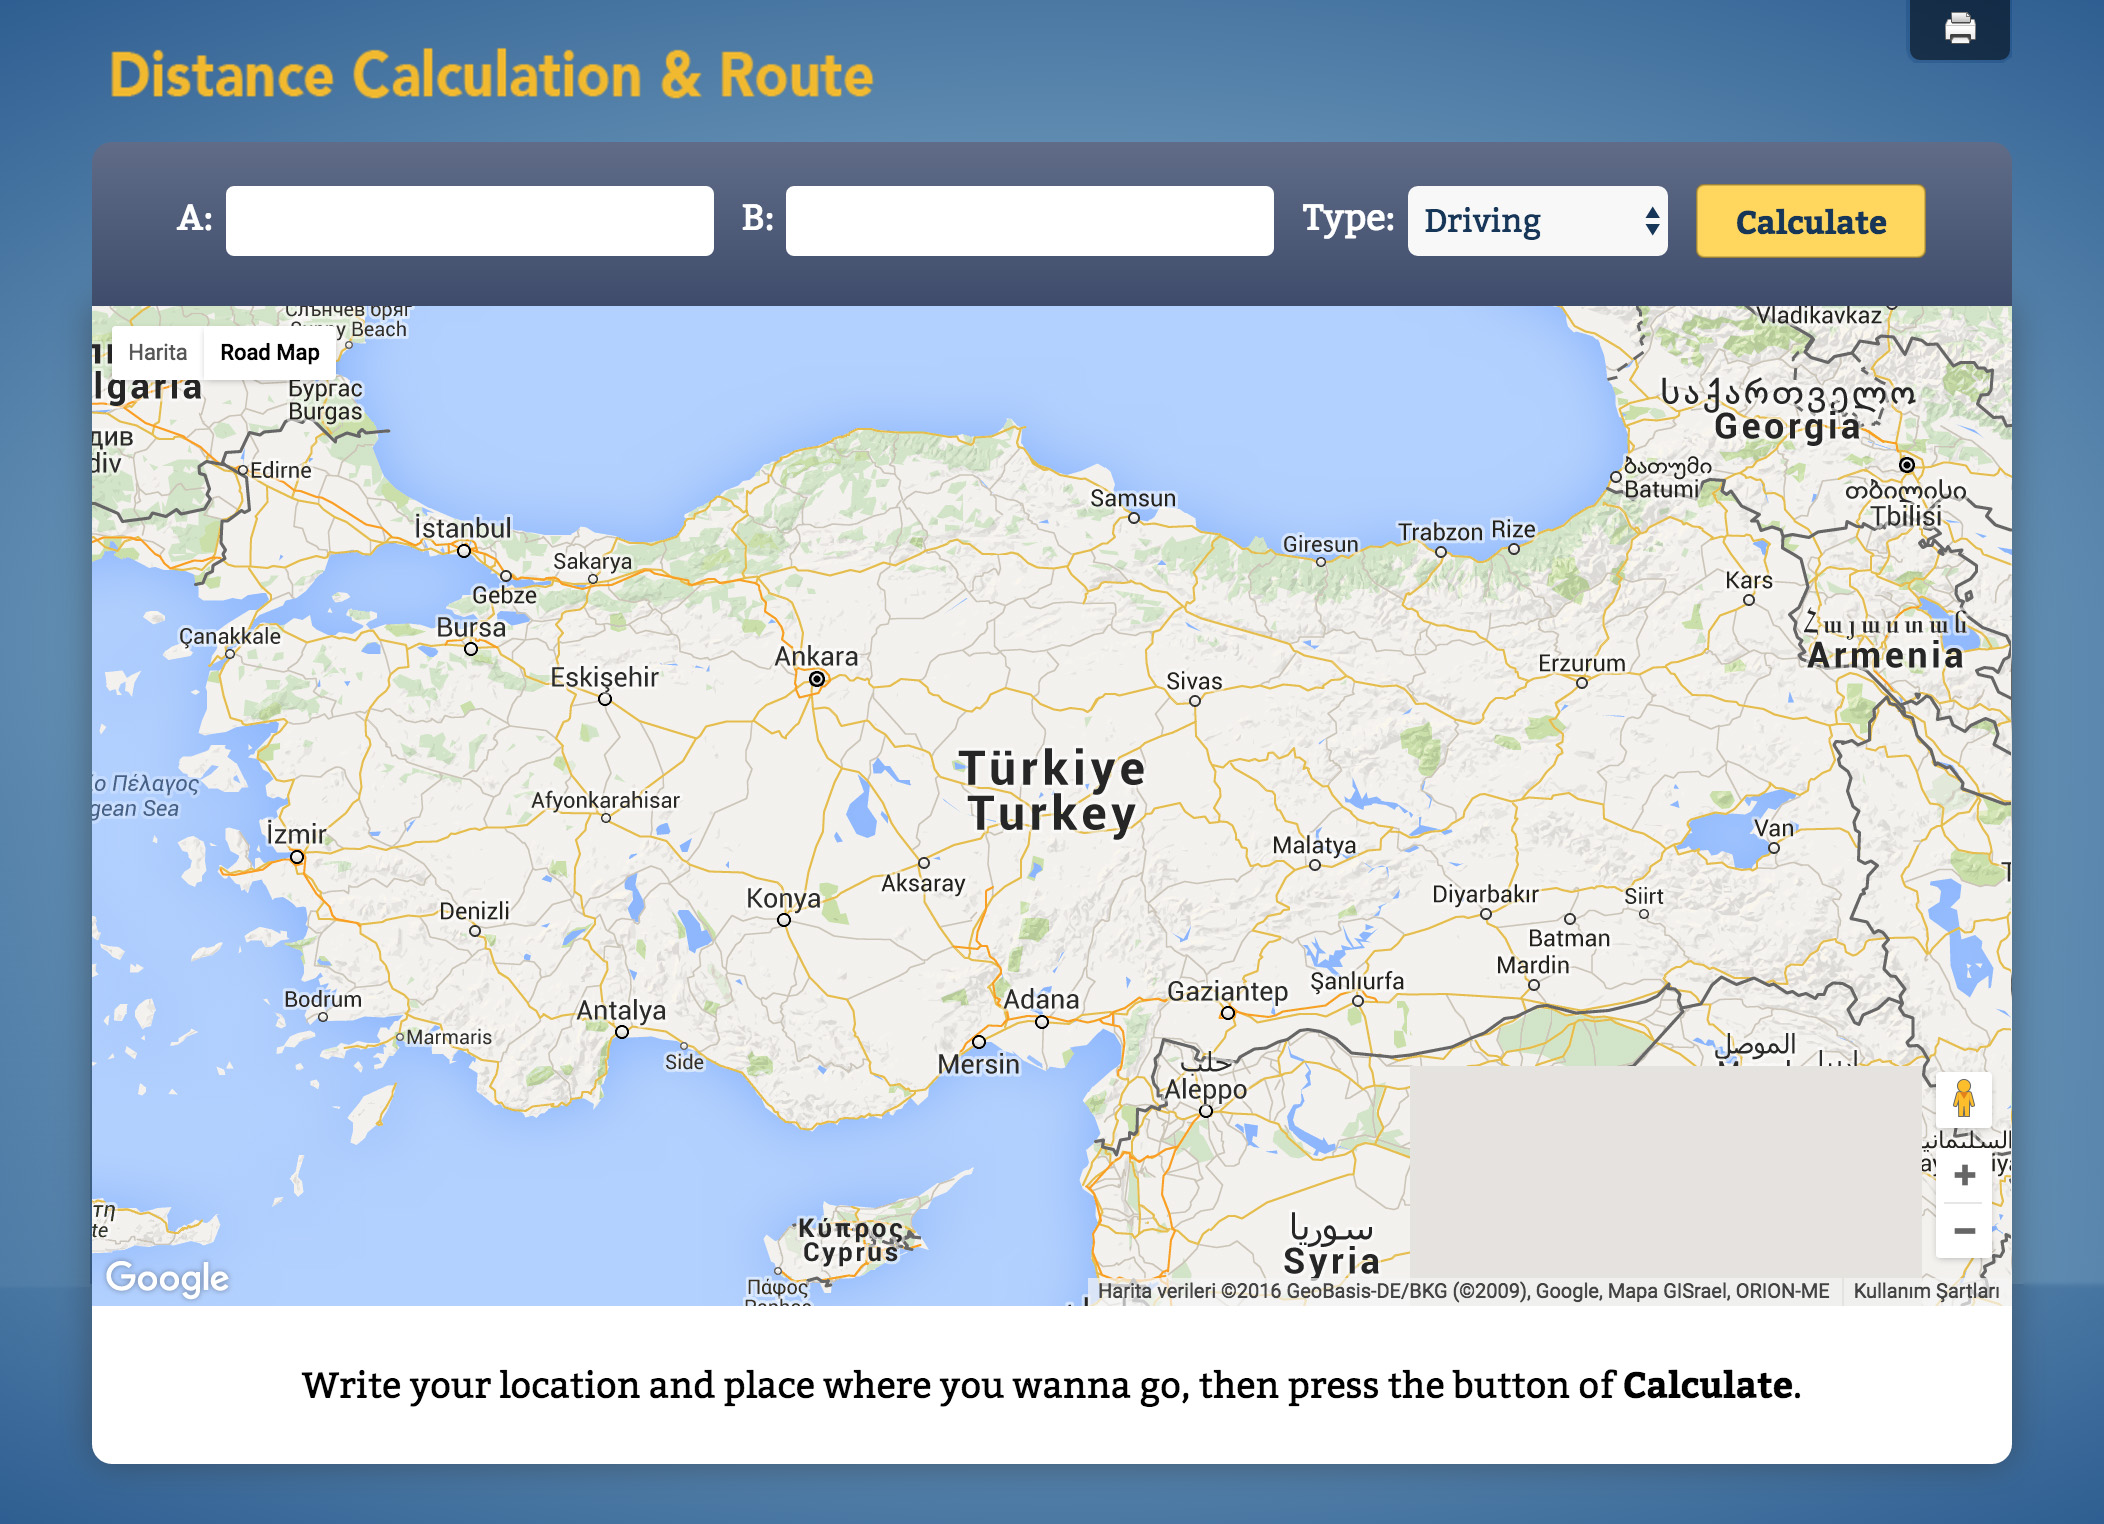 Distance Calculation & Route
A:
B:
Type:
Driving
Calculate
Слънчев бряг
Sunny Beach
Harita
Road Map
Vladikavkaz
lgaria
Бургас
Burgas
საქართველო
Georgia
див
div
Edirne
ბათუმი
Batumi
Samsun
თბილისი
Tbilisi
İstanbul
Trabzon
Rize
Giresun
Sakarya
Gebze
Kars
Çanakkale
Bursa
Հայաստան
Armenia
Ankara
Erzurum
Eskişehir
Sivas
Türkiye
Turkey
ίο Πέλαγος
gean Sea
Afyonkarahisar
İzmir
Van
Malatya
Aksaray
Konya
Diyarbakır
Siirt
Denizli
Batman
Mardin
Bodrum
Antalya
Adana
Gaziantep
Şanlıurfa
Marmaris
Side
Mersin
الموصل
حلب
Aleppo
السليمانية
τη
te
Κύπρος
Cyprus
سوريا
Syria
Google
Πάφος
Harita verileri ©2016 GeoBasis-DE/BKG (©2009), Google, Mapa GISrael, ORION-ME
Kullanım Şartları
Write your location and place where you wanna go, then press the button of Calculate.